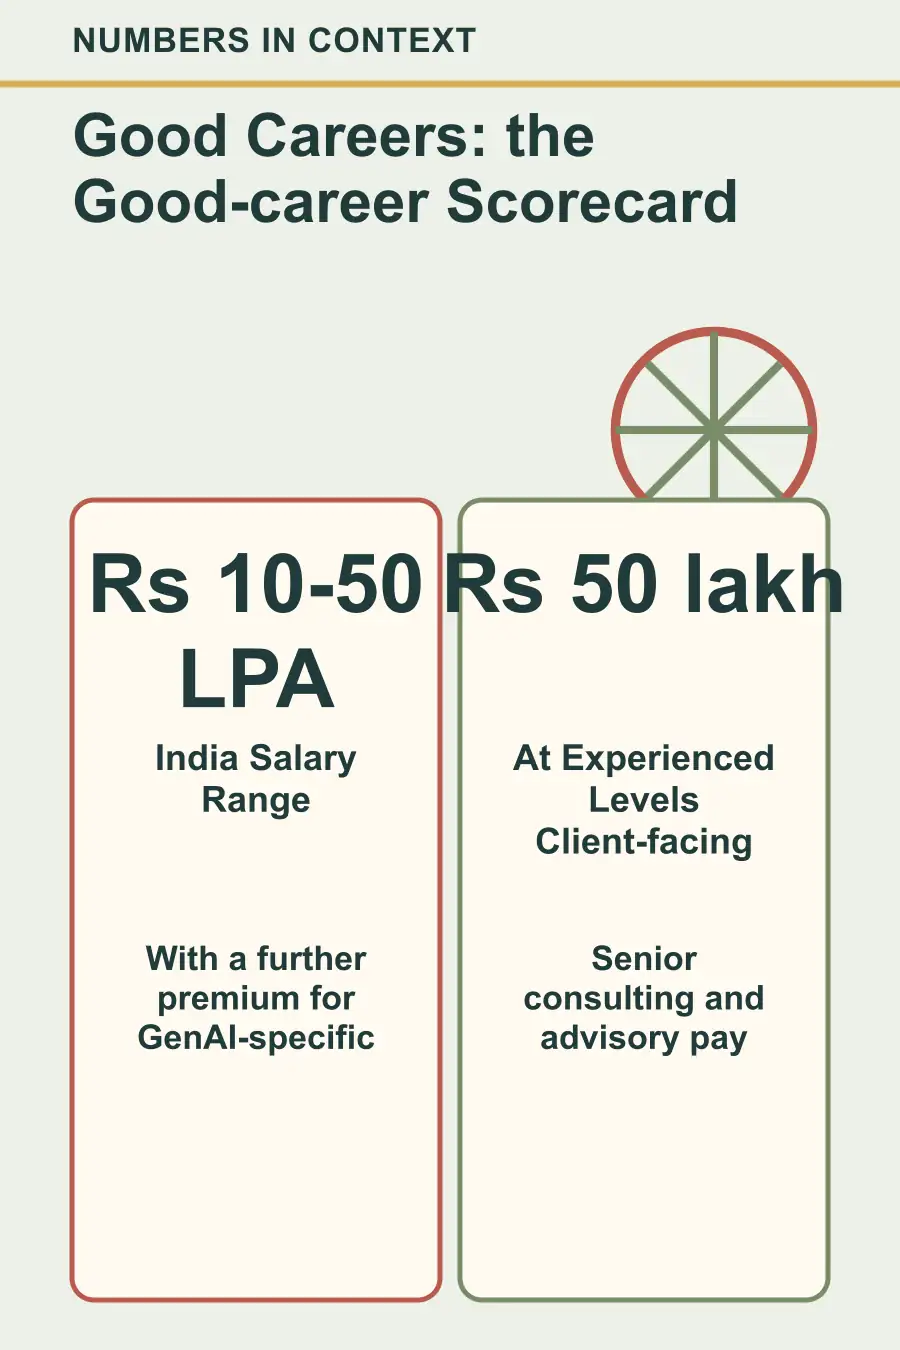 NUMBERS IN CONTEXT
Good Careers: the
Good-career Scorecard
Rs 10-50
LPA
India Salary
Range
With a further
premium for
GenAI-specific
Rs 50 lakh
At Experienced
Levels
Client-facing
Senior
consulting and
advisory pay